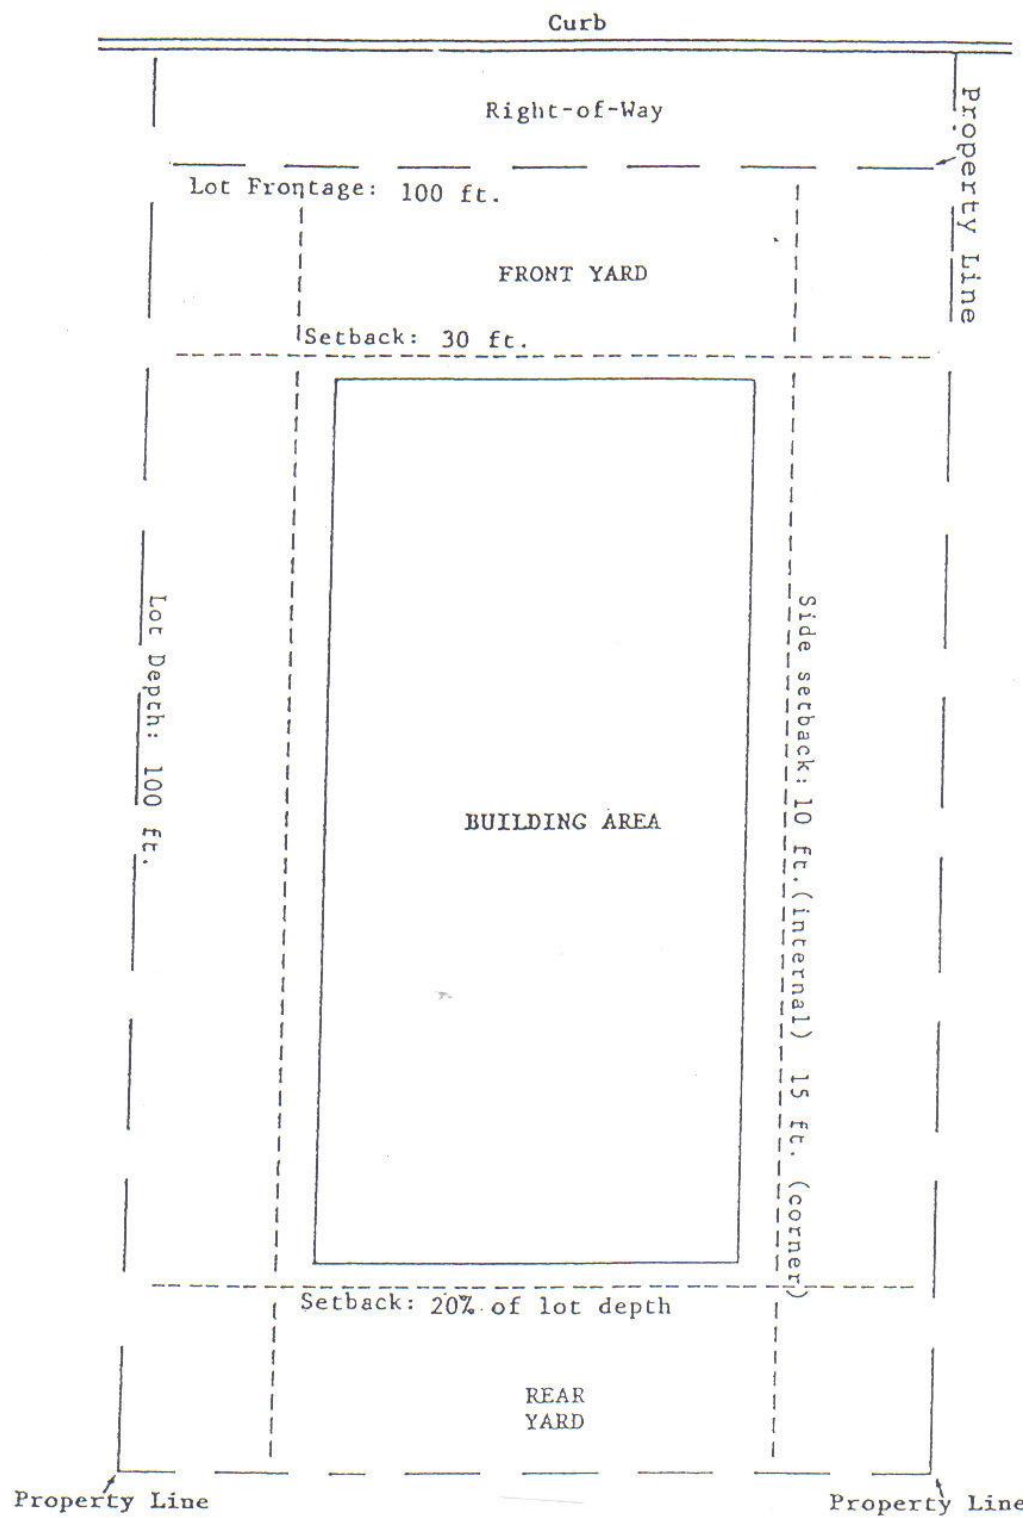 Curb
Right-of-Way
Property Line
Lot Frontage: 100 ft.
FRONT YARD
Setback: 30 ft.
Lot Depth: 100 ft.
Side setback: 10 ft.(internal) 15 ft. (corner)
BUILDING AREA
Setback: 20% of lot depth
REAR
YARD
Property Line
Property Line